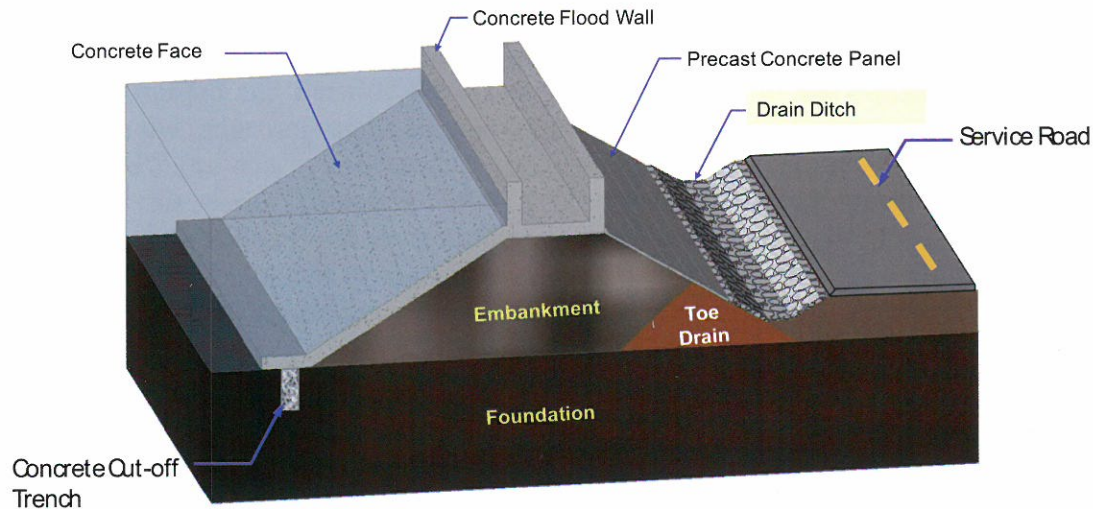 Concrete Flood Wall
Concrete Face
Precast Concrete Panel
Drain Ditch
Service Road
Embankment
Toe
Drain
Foundation
Concrete Cut-off
Trench